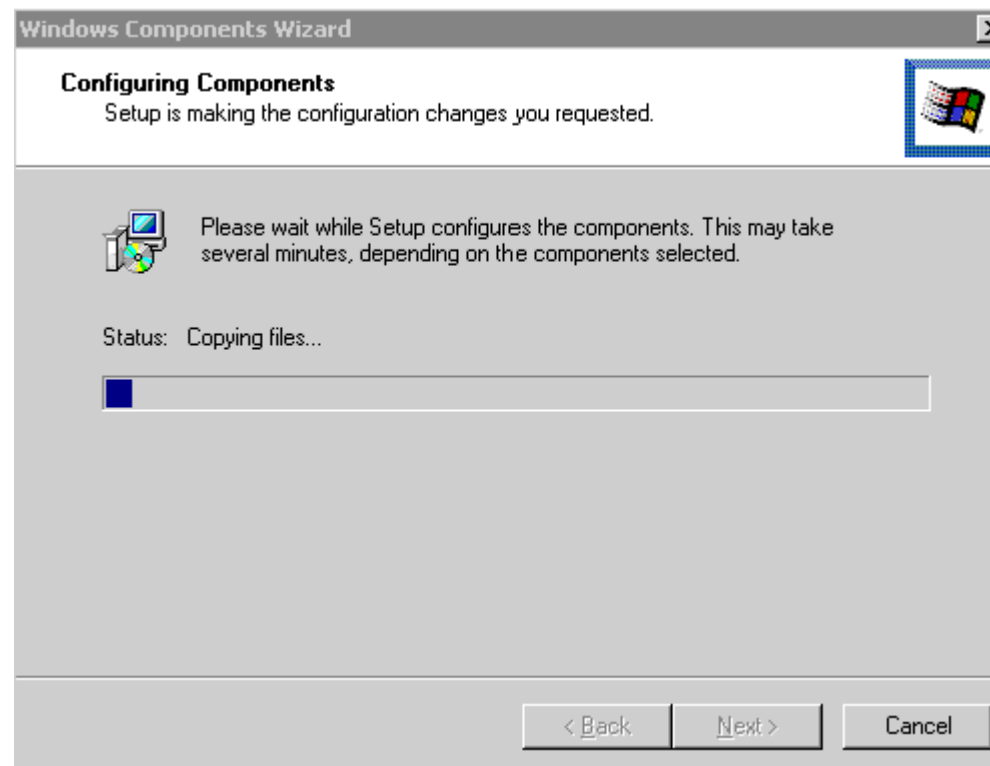 Windows Components Wizard
Configuring Components
Setup is making the configuration changes you requested.
Please wait while Setup configures the components. This may take
several minutes, depending on the components selected.
Status: Copying files...
< Back Next > Cancel